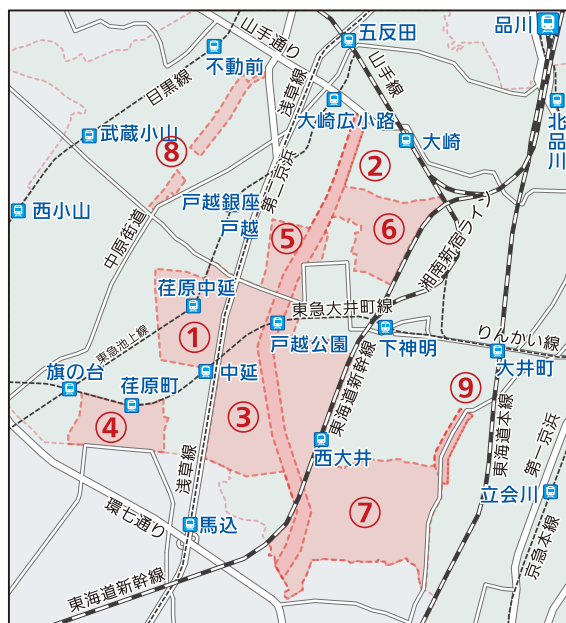 品川
山手通り
五反田
不動前
浅草線
山手線
目黒線
大崎広小路
北品川
武蔵小山
大崎
⑧
②
第一京浜
西小山
戸越銀座
戸越
中原街道
⑤
⑥
湘南新宿ライン
荏原中延
東急大井町線
①
東急池上線
戸越公園
下神明
りんかい線
大井町
旗の台
荏原町
中延
東海道新幹線
⑨
④
③
西大井
東海道本線
第一京浜
浅草線
立会川
馬込
⑦
環七通り
京急本線
東海道新幹線